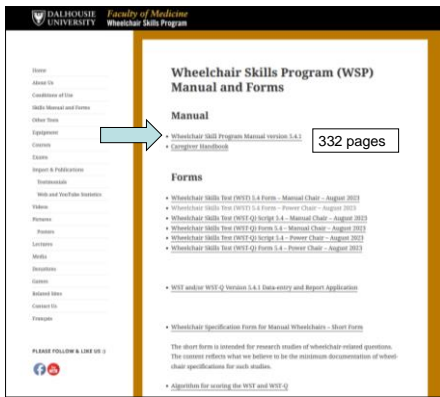 DALHOUSIE UNIVERSITY
Faculty of Medicine
Wheelchair Skills Program
Home
About Us
Conditions of Use
Skills Manual and Forms
Other Tests
Equipment
Courses
Exams
Impact & Publications
Testimonials
Web and YouTube Statistics
Videos
Pictures
Posters
Lectures
Media
Donations
Games
Related Sites
Contact Us
Français
PLEASE FOLLOW & LIKE US :)
Wheelchair Skills Program (WSP)
Manual and Forms
Manual
Wheelchair Skill Program Manual version 5.4.1
Caregiver Handbook
332 pages
Forms
Wheelchair Skills Test (WST) 5.4 Form – Manual Chair – August 2023
Wheelchair Skills Test (WST) 5.4 Form – Power Chair – August 2023
Wheelchair Skills Test (WST-Q) Script 5.4 – Manual Chair – August 2023
Wheelchair Skills Test (WST-Q) Form 5.4 – Manual Chair – August 2023
Wheelchair Skills Test (WST-Q) Script 5.4 – Power Chair – August 2023
Wheelchair Skills Test (WST-Q) Form 5.4 – Power Chair – August 2023
WST and/or WST-Q Version 5.4.1 Data-entry and Report Application
Wheelchair Specification Form for Manual Wheelchairs – Short Form
The short form is intended for research studies of wheelchair-related questions.
The content reflects what we believe to be the minimum documentation of wheel-
chair specifications for such studies.
Algorithm for scoring the WST and WST-Q